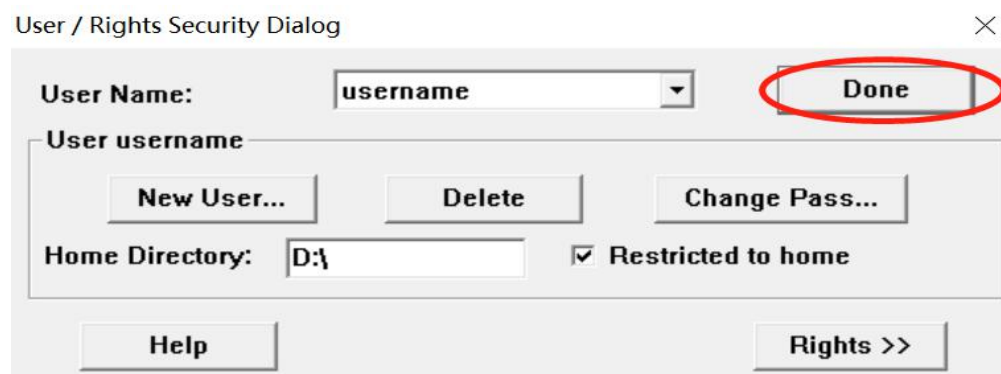 User / Rights Security Dialog
User Name: username Done
User username
New User... Delete Change Pass...
Home Directory: D:\ Restricted to home
Help Rights >>